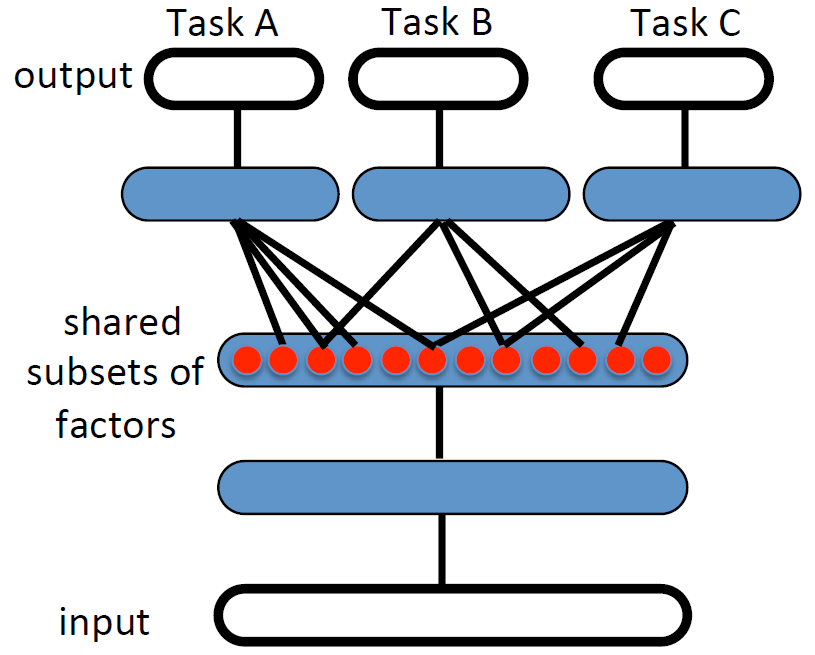 Task A
Task B
Task C
output
shared
subsets of
factors
input